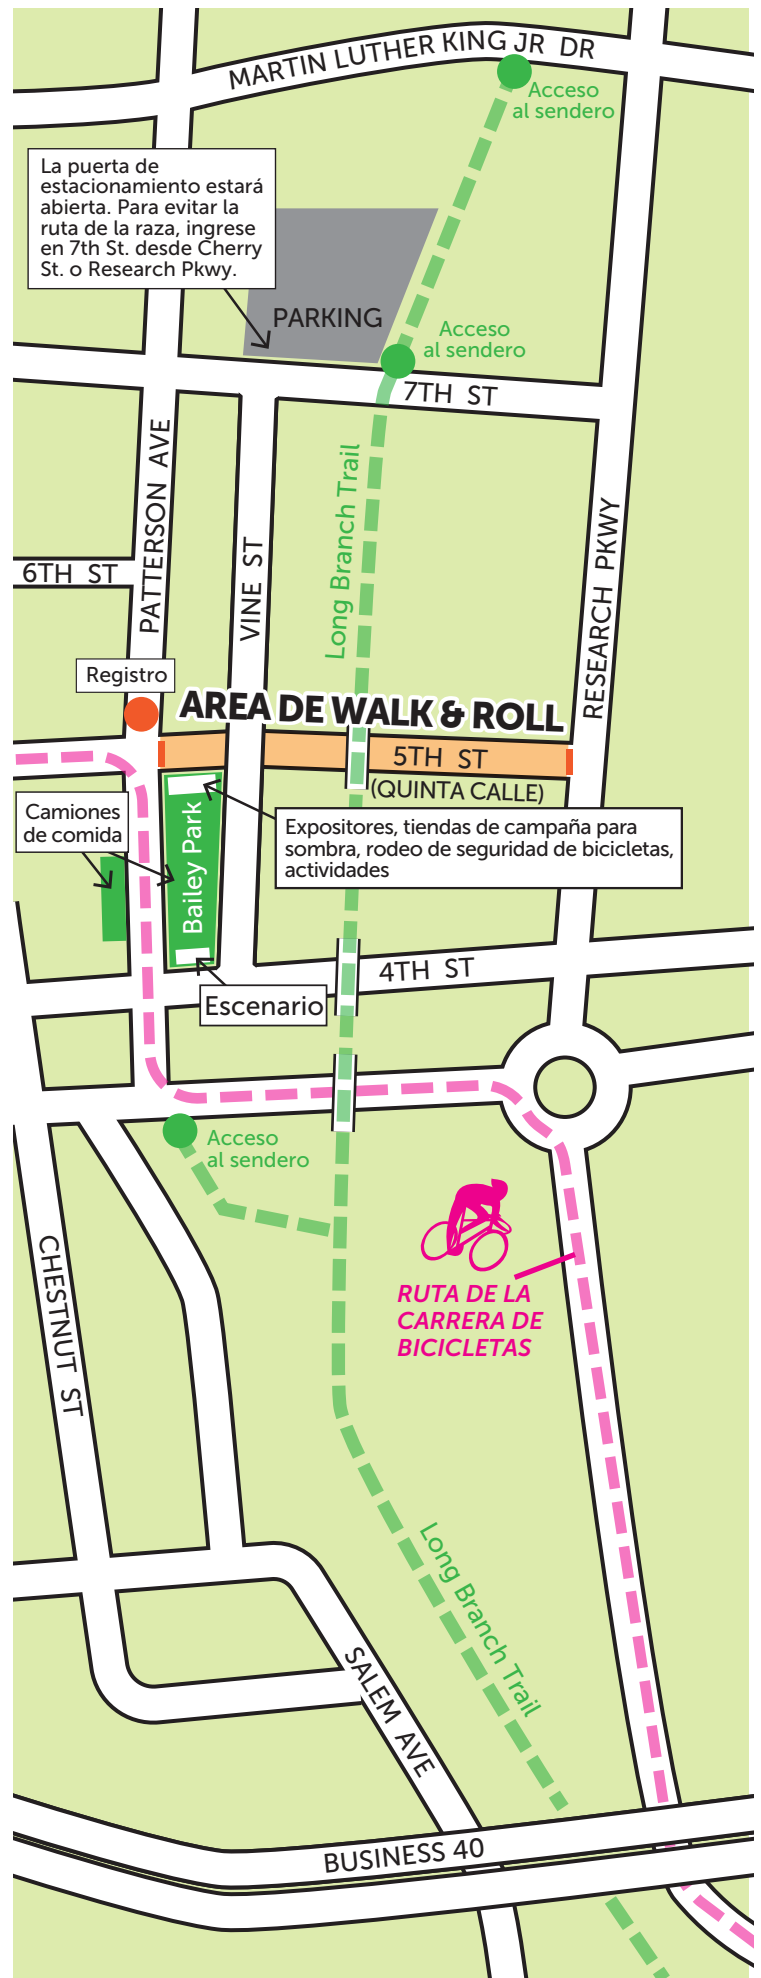 MARTIN LUTHER KING JR DR
Acceso
al sendero
La puerta de
estacionamiento estará
abierta. Para evitar la
ruta de la raza, ingrese
en 7th St. desde Cherry
St. o Research Pkwy.
PARKING
Acceso
al sendero
7TH ST
PATTERSON AVE
VINE ST
Long Branch Trail
RESEARCH PKWY
6TH ST
Registro
AREA DE WALK & ROLL
5TH ST
(QUINTA CALLE)
Camiones
de comida
Bailey Park
Expositores, tiendas de campaña para
sombra, rodeo de seguridad de bicicletas,
actividades
4TH ST
Escenario
Acceso
al sendero
CHESTNUT ST
RUTA DE LA
CARRERA DE
BICICLETAS
Long Branch Trail
SALEM AVE
BUSINESS 40